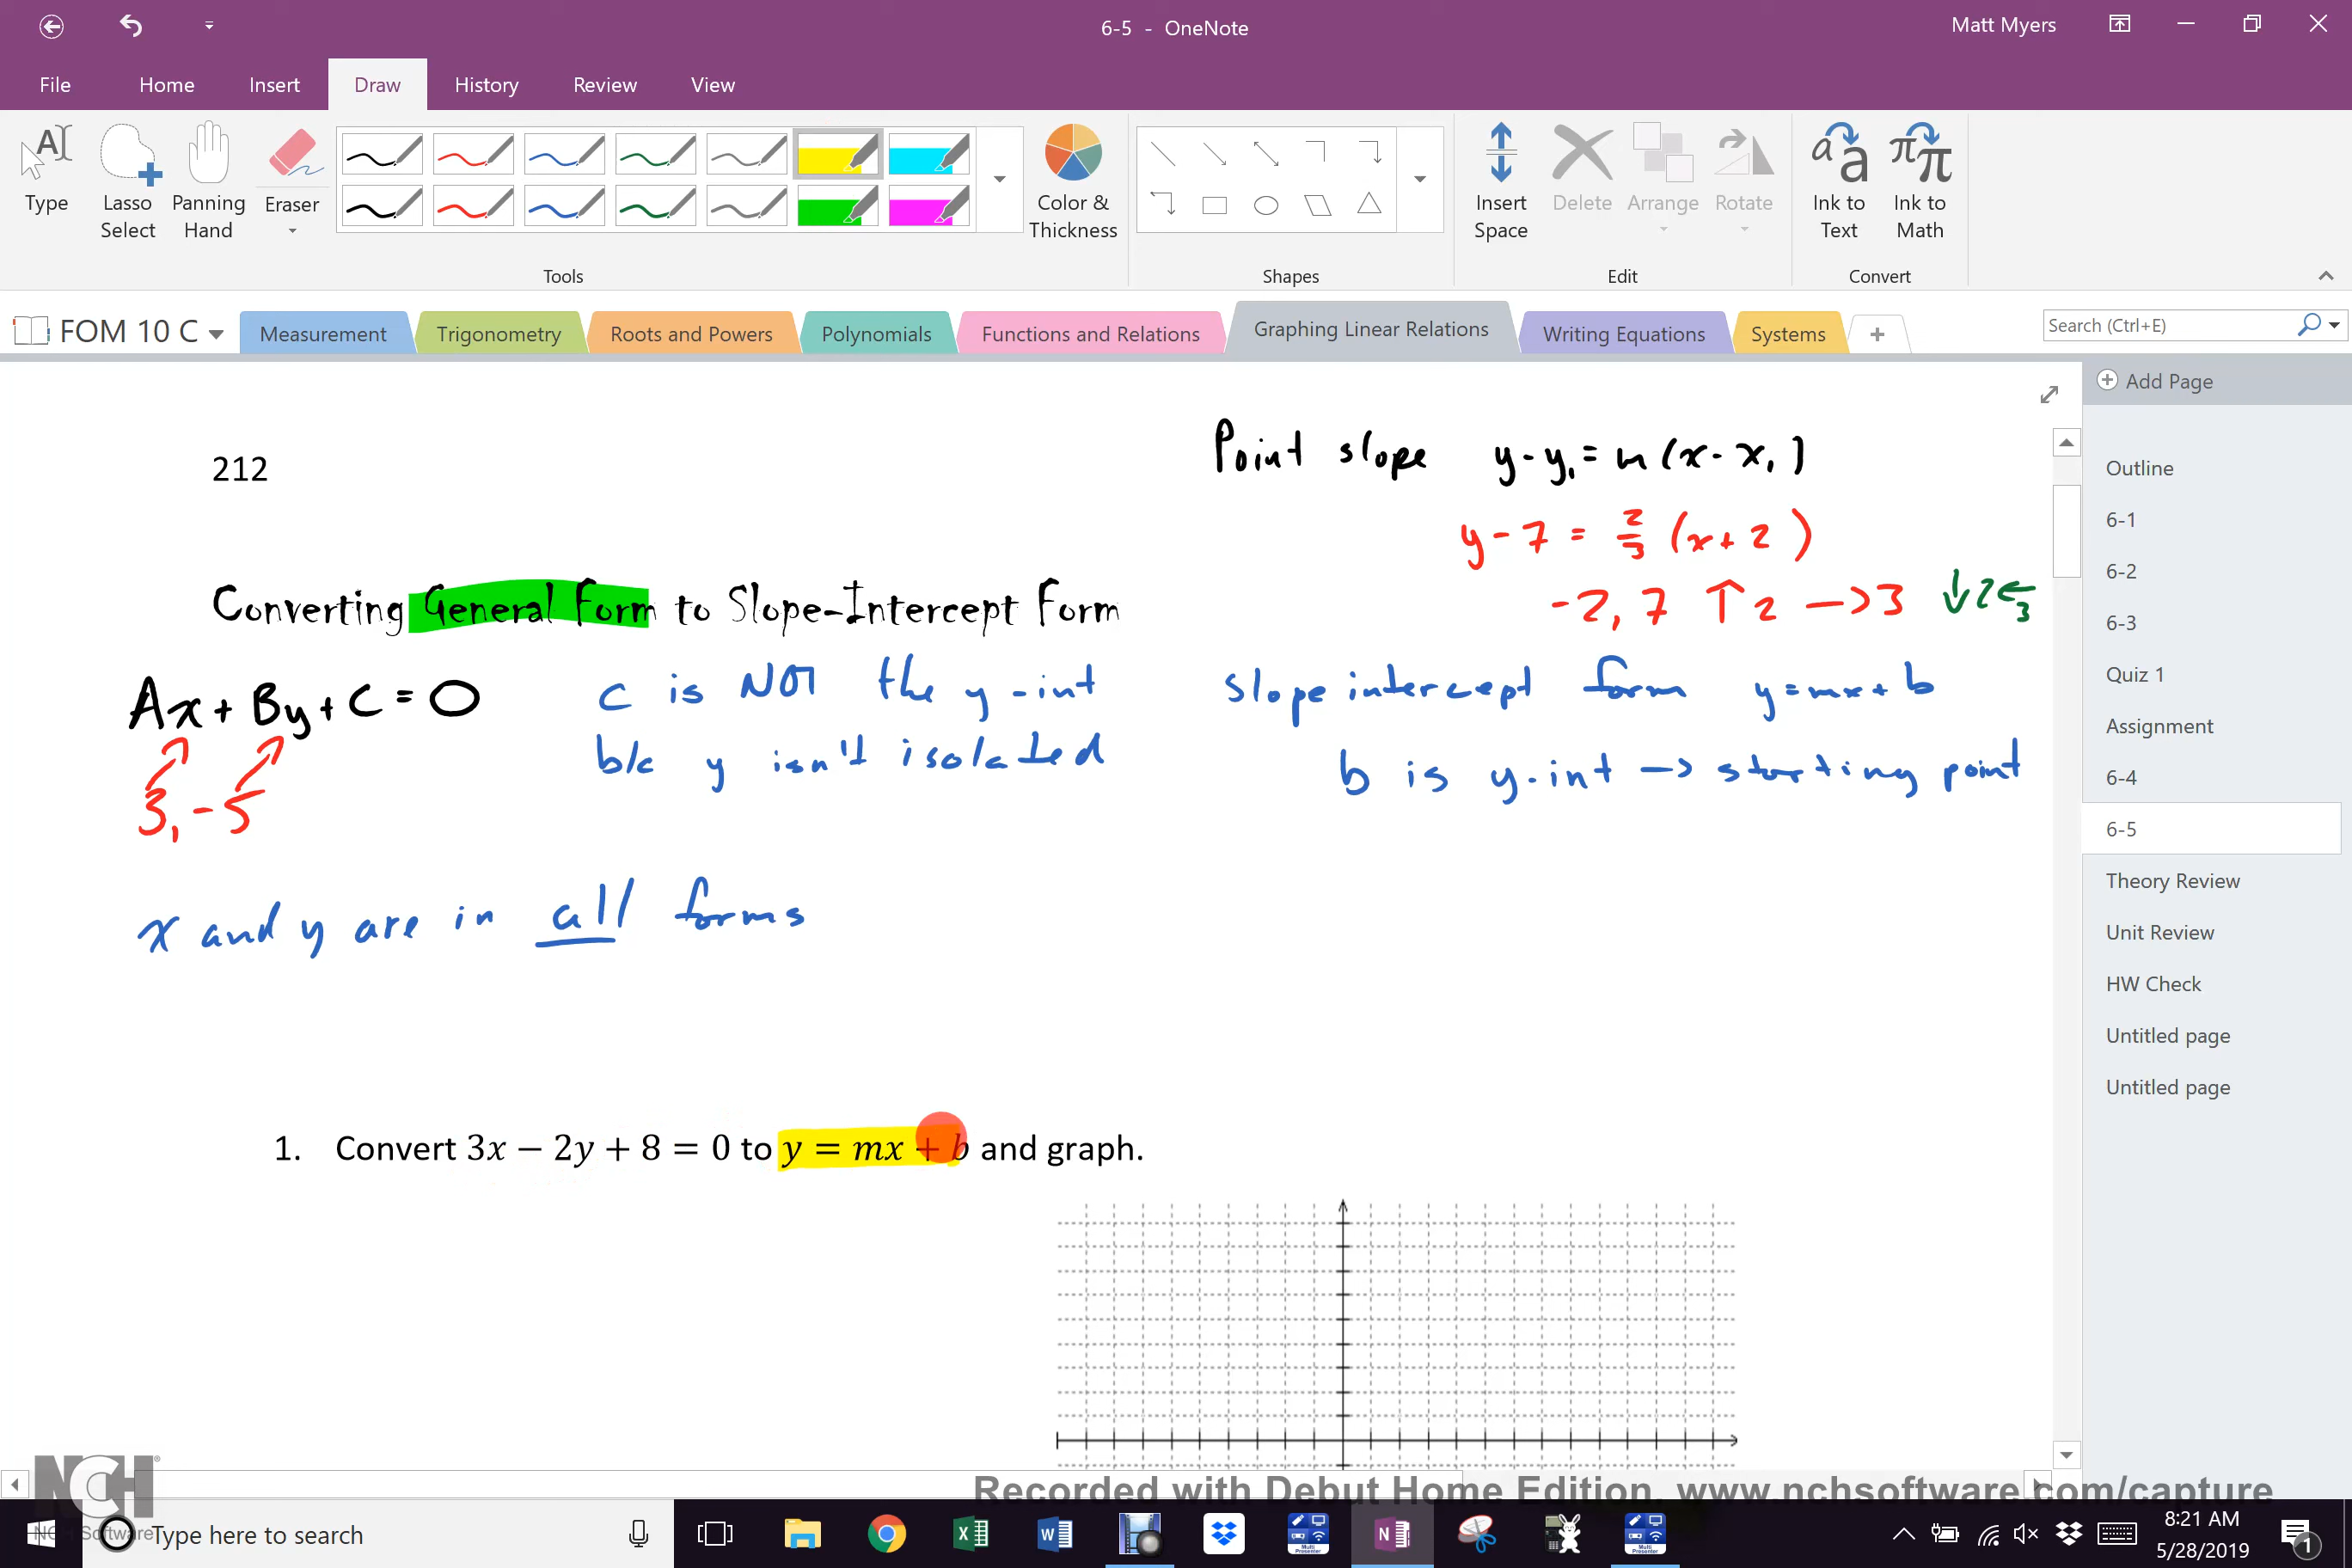 6-5 - OneNote
Matt Myers
File Home Insert Draw History Review View
Type
Lasso Select
Panning Hand
Eraser
Color & Thickness
Insert Space
Delete
Arrange
Rotate
Ink to Text
Ink to Math
Tools Shapes Edit Convert
FOM 10 C Measurement Trigonometry Roots and Powers Polynomials Functions and Relations Graphing Linear Relations Writing Equations Systems +
Search (Ctrl+E)
Add Page
Outline
6-1
6-2
6-3
Quiz 1
Assignment
6-4
6-5
Theory Review
Unit Review
HW Check
Untitled page
Untitled page
212
Point slope y-y₁ = m(x-x₁)
y-7 = 2/3 (x+2)
-2, 7 ↑2 →3 ↓2 ←3
Converting General Form to Slope-Intercept Form
Ax + By + C = 0
3, -5
c is NOT the y-int
b/c y isn't isolated
slope intercept form y=mx+b
b is y-int → starting point
x and y are in all forms
1. Convert 3x − 2y + 8 = 0 to y = mx + b and graph.
NCH
NCH Software
Recorded with Debut Home Edition. www.nchsoftware.com/capture
Type here to search
8:21 AM
5/28/2019
1